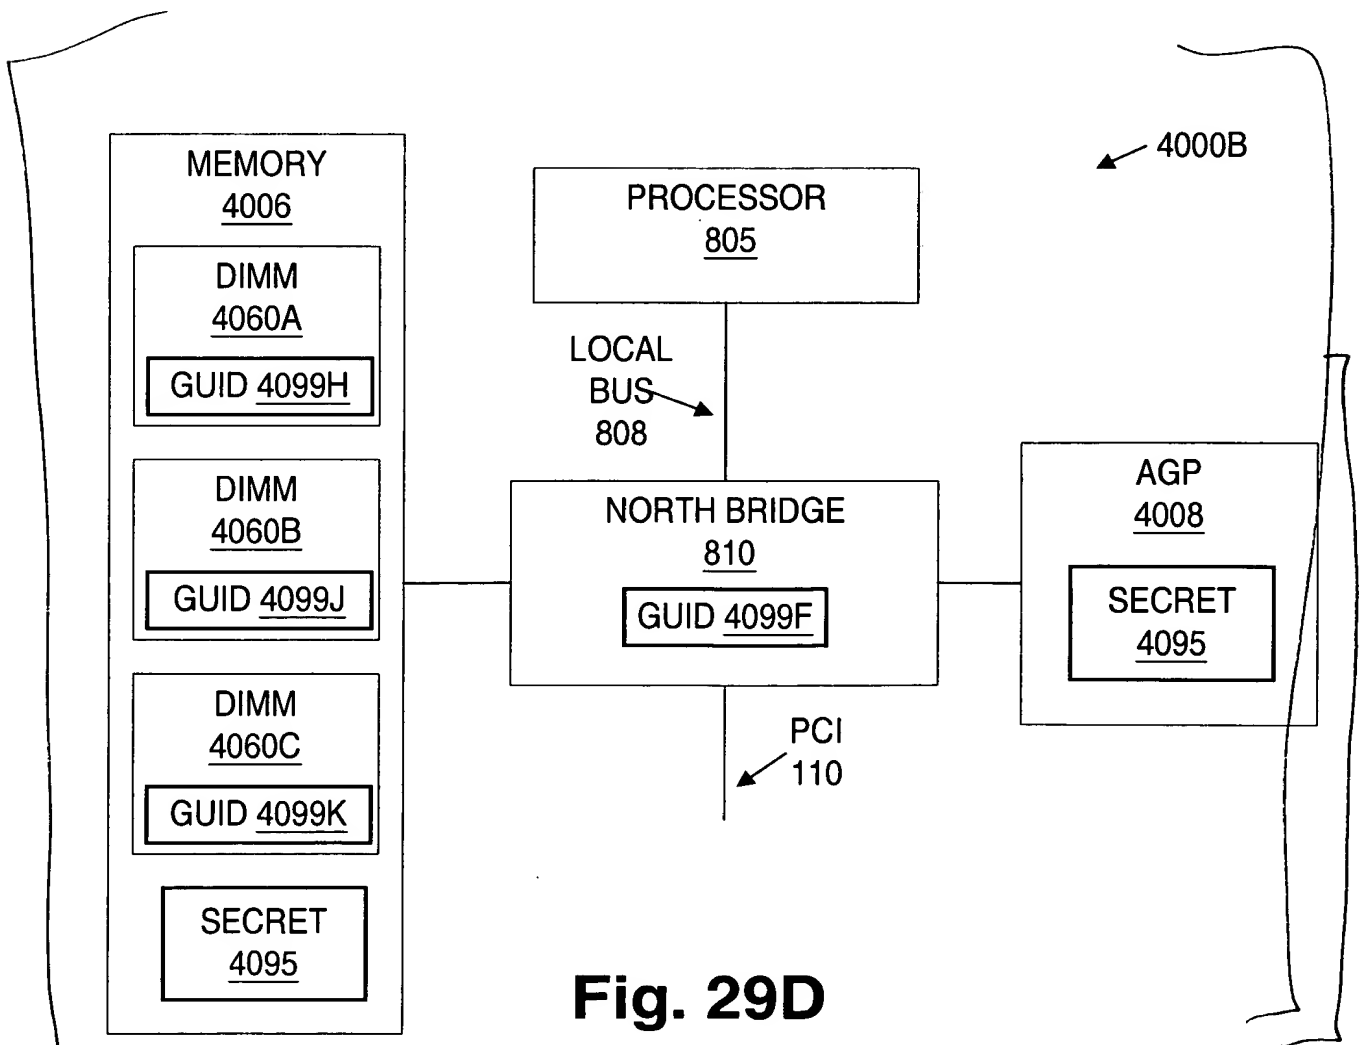 4000B
MEMORY
4006
DIMM
4060A
GUID 4099H
DIMM
4060B
GUID 4099J
DIMM
4060C
GUID 4099K
SECRET
4095
PROCESSOR
805
LOCAL
BUS
808
NORTH BRIDGE
810
GUID 4099F
PCI
110
AGP
4008
SECRET
4095
Fig. 29D